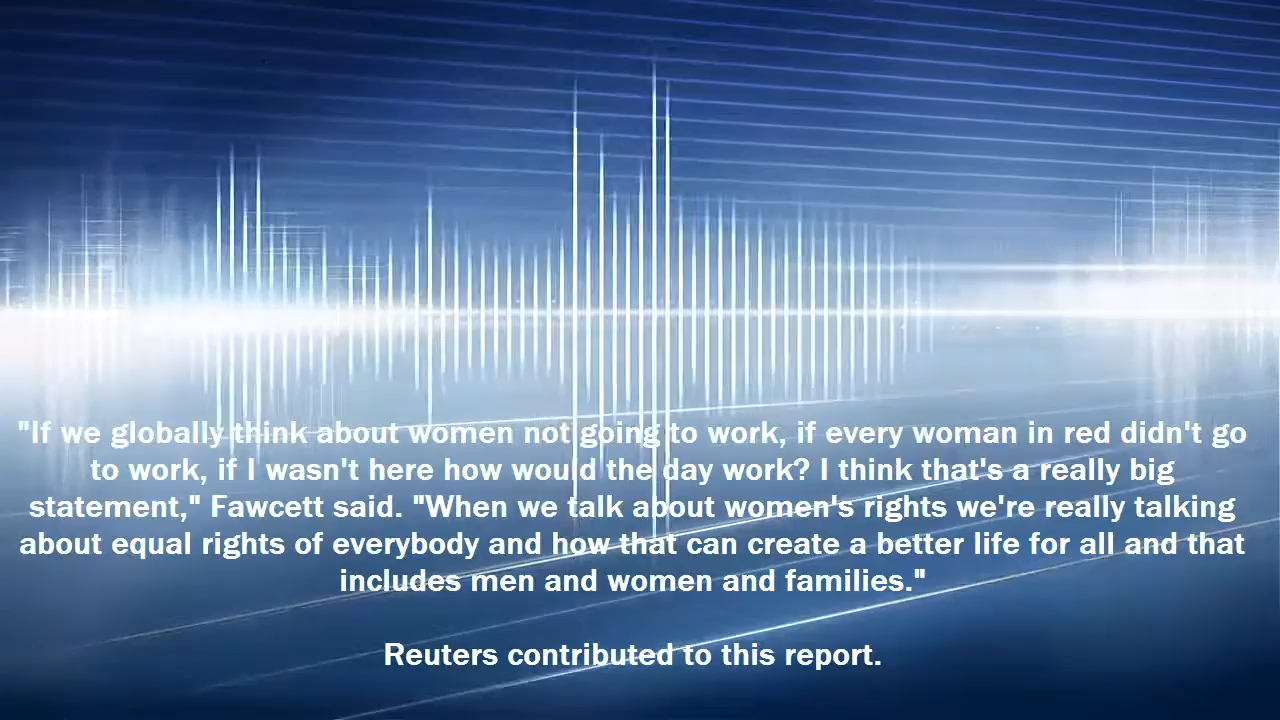 "If we globally think about women not going to work, if every woman in red didn't go
to work, if I wasn't here how would the day work? I think that's a really big
statement," Fawcett said. "When we talk about women's rights we're really talking
about equal rights of everybody and how that can create a better life for all and that
includes men and women and families."
Reuters contributed to this report.